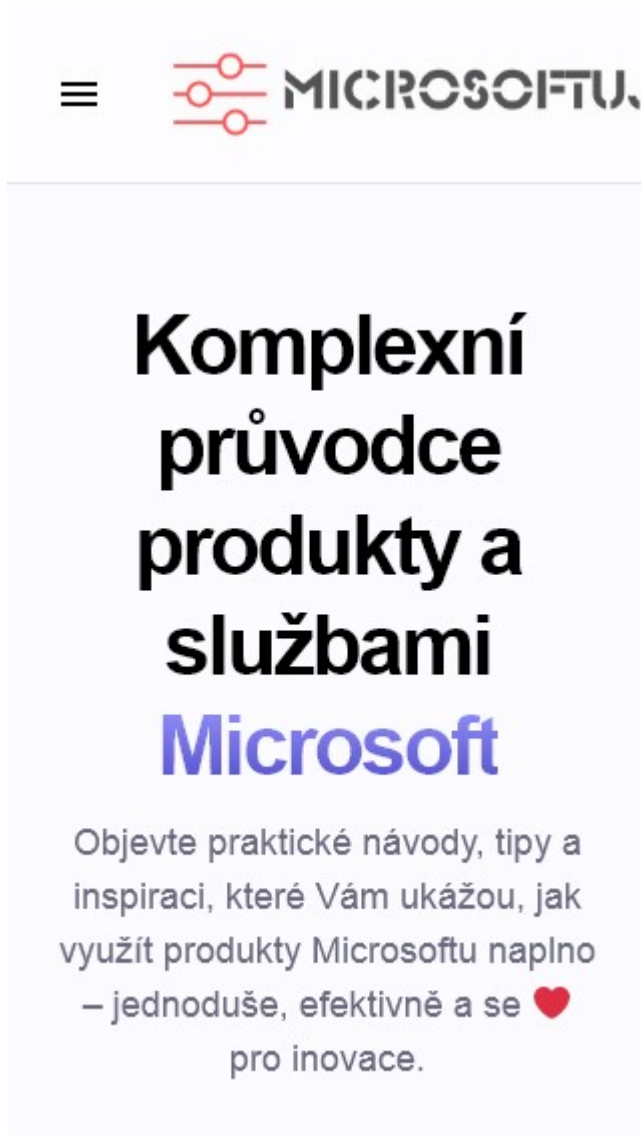 MICROSOFTU.
Komplexní
průvodce
produkty a
službami
Microsoft
Objevte praktické návody, tipy a
inspiraci, které Vám ukážou, jak
využít produkty Microsoftu naplno
– jednoduše, efektivně a se ❤️
pro inovace.